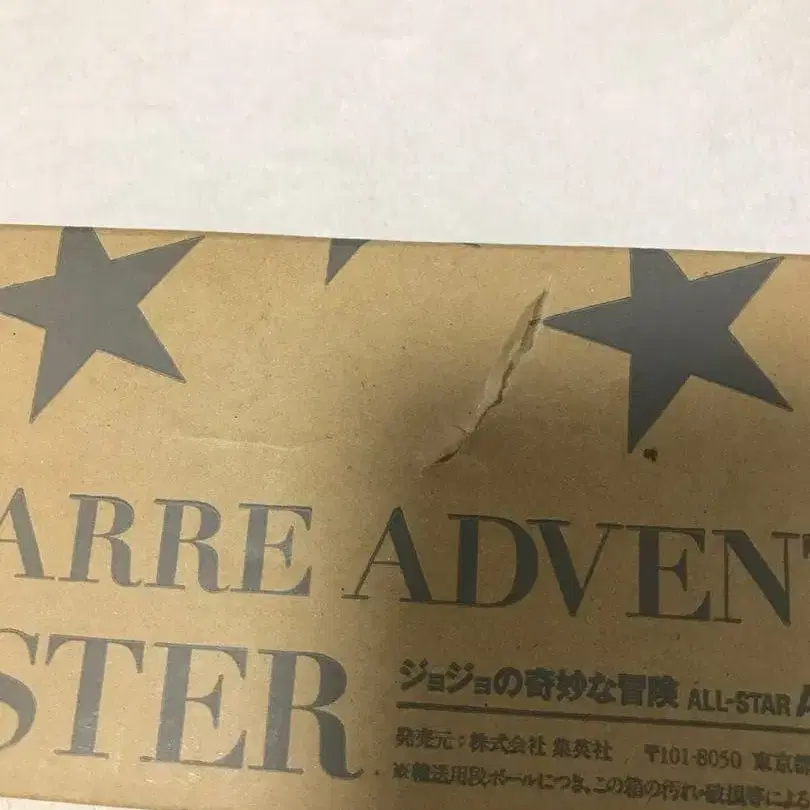 ARRE ADVENT
STER
ジョジョの奇妙な冒険 ALL-STAR A
発売元：株式会社 集英社 〒101-8050 東京都
※輸送用段ボールにつき、この箱の汚れ・破損等による